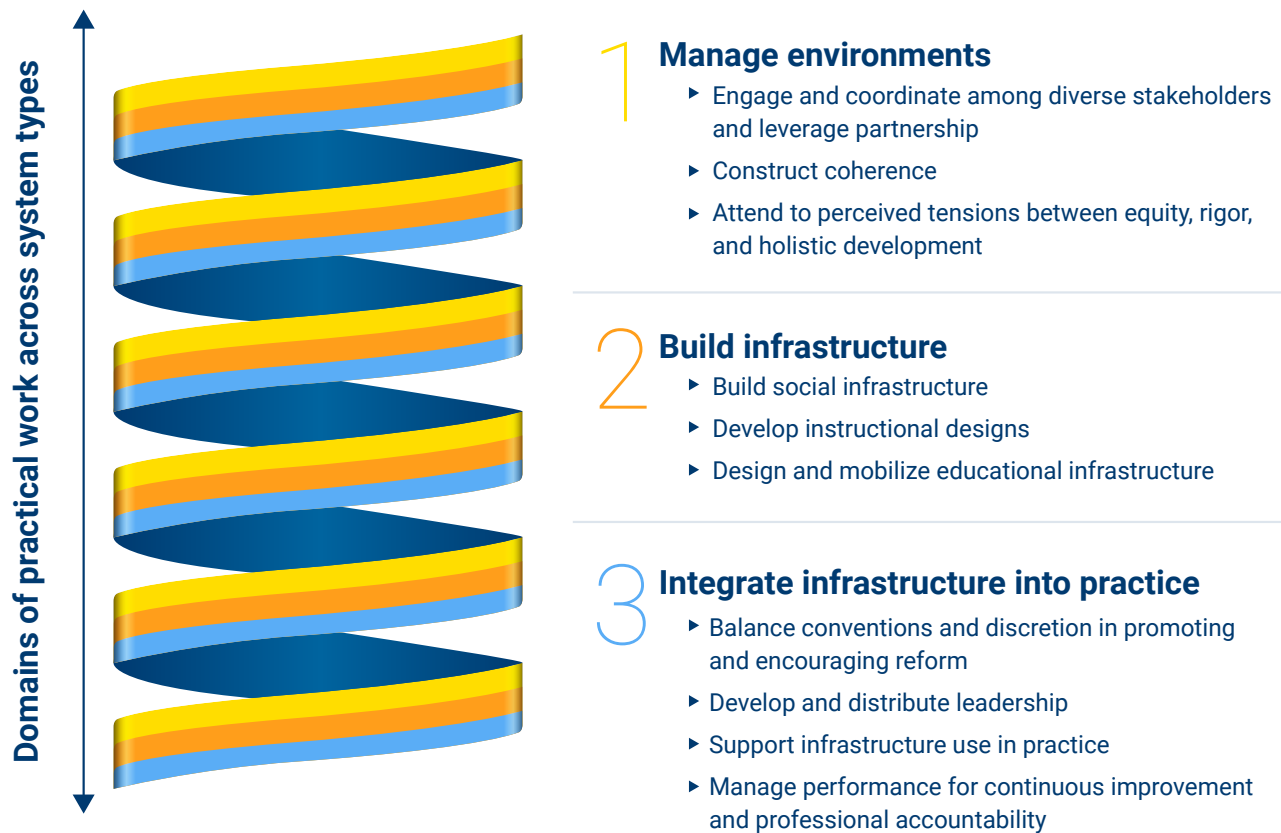 Domains of practical work across system types
1
Manage environments
Engage and coordinate among diverse stakeholders
and leverage partnership
Construct coherence
Attend to perceived tensions between equity, rigor,
and holistic development
2
Build infrastructure
Build social infrastructure
Develop instructional designs
Design and mobilize educational infrastructure
3
Integrate infrastructure into practice
Balance conventions and discretion in promoting
and encouraging reform
Develop and distribute leadership
Support infrastructure use in practice
Manage performance for continuous improvement
and professional accountability